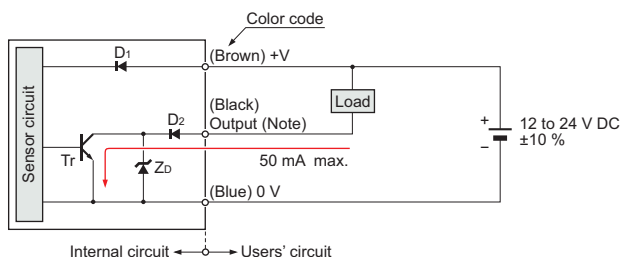 Color code
D1
(Brown) +V
Sensor circuit
(Black)
Output (Note)
Load
D2
Tr
ZD
50 mA max.
+
−
12 to 24 V DC
±10 %
(Blue) 0 V
Internal circuit
Users' circuit